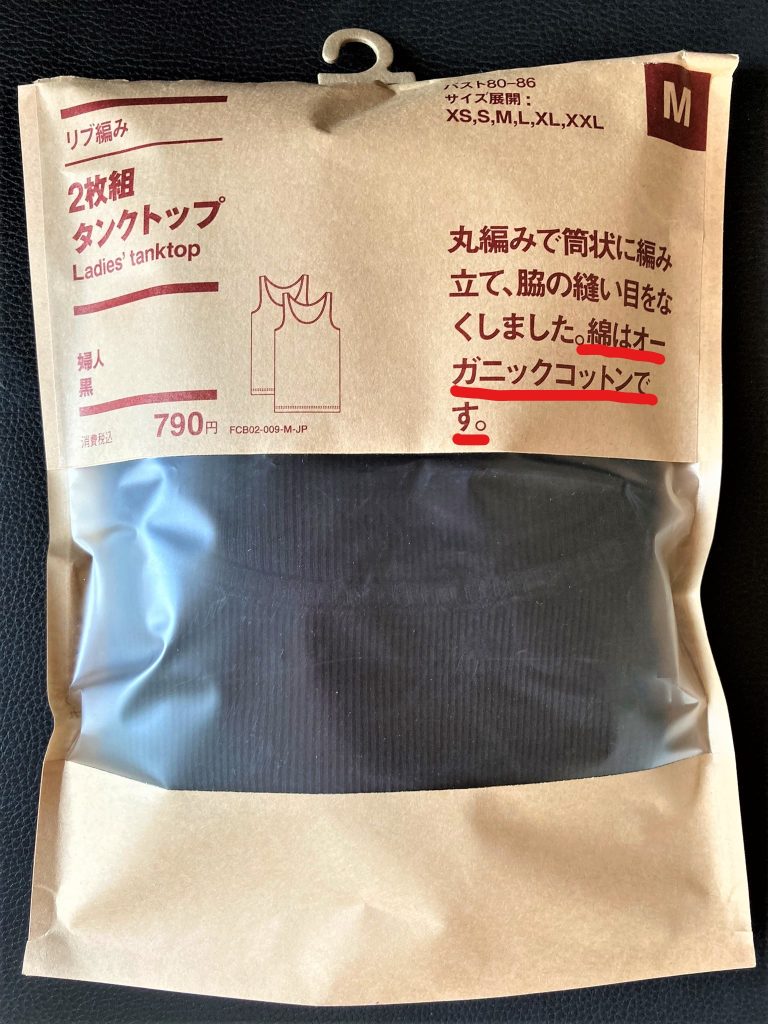 リブ編み
2枚組
タンクトップ
Ladies' tanktop
婦人
黒
消費税込
790円
FCB02-009-M-JP
バスト80–86
サイズ展開：
XS,S,M,L,XL,XXL
M
丸編みで筒状に編み
立て、脇の縫い目をな
くしました。綿はオー
ガニックコットンで
す。